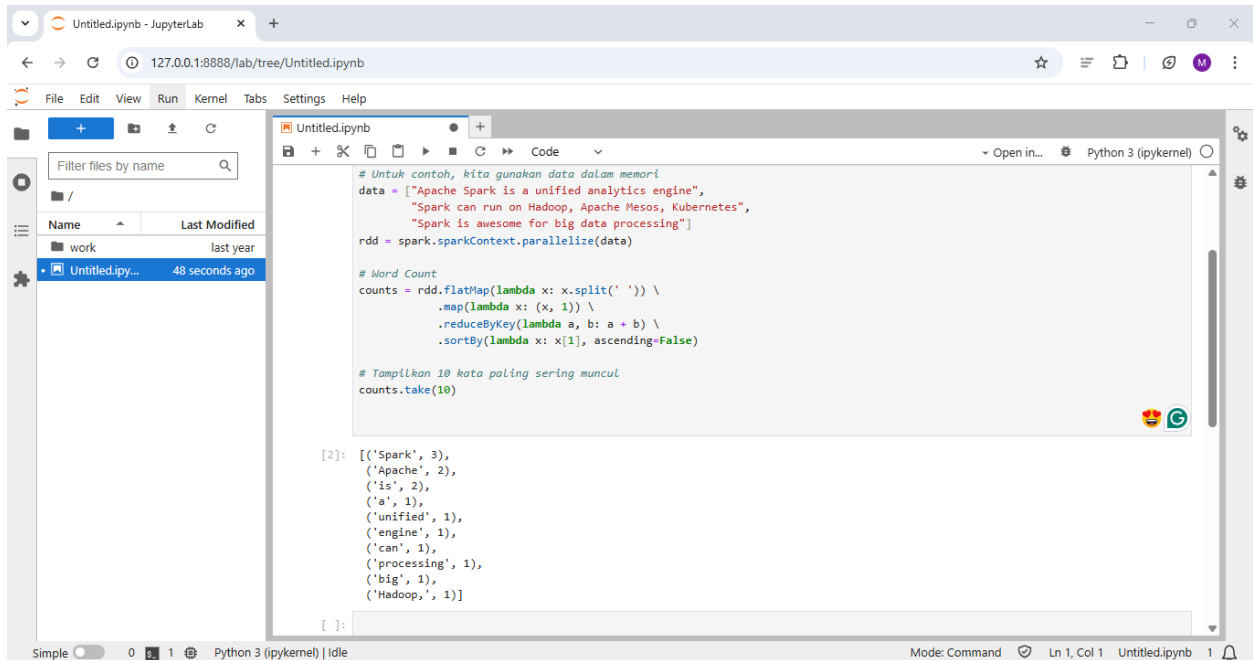 Untitled.ipynb - JupyterLab
127.0.0.1:8888/lab/tree/Untitled.ipynb
M
File Edit View Run Kernel Tabs Settings Help
Filter files by name
/
Name Last Modified
work last year
Untitled.ipy... 48 seconds ago
Untitled.ipynb
Code
Open in... Python 3 (ipykernel)
# Untuk contoh, kita gunakan data dalam memori
data = ["Apache Spark is a unified analytics engine",
"Spark can run on Hadoop, Apache Mesos, Kubernetes",
"Spark is awesome for big data processing"]
rdd = spark.sparkContext.parallelize(data)
# Word Count
counts = rdd.flatMap(lambda x: x.split(' ')) \
.map(lambda x: (x, 1)) \
.reduceByKey(lambda a, b: a + b) \
.sortBy(lambda x: x[1], ascending=False)
# Tampilkan 10 kata paling sering muncul
counts.take(10)
[2]: [('Spark', 3),
('Apache', 2),
('is', 2),
('a', 1),
('unified', 1),
('engine', 1),
('can', 1),
('processing', 1),
('big', 1),
('Hadoop,', 1)]
[ ]:
Simple 0 1 Python 3 (ipykernel) | Idle Mode: Command Ln 1, Col 1 Untitled.ipynb 1